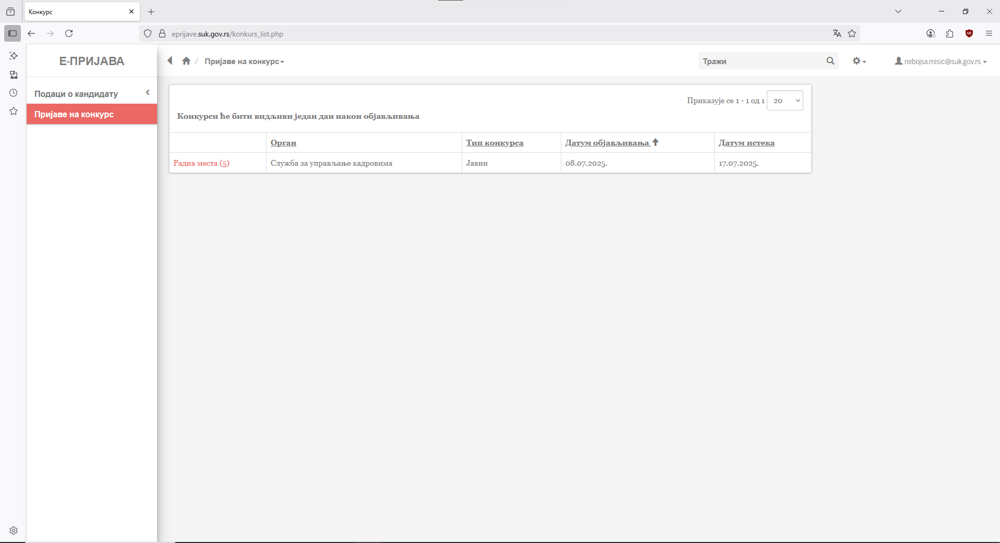 Конкурс
eprijave.suk.gov.rs/konkurs_list.php
Е-ПРИЈАВА
/ Пријаве на конкурс
Тражи
nebojsa.misic@suk.gov.rs
Подаци о кандидату
Пријаве на конкурс
Приказује се 1 - 1 од 1 20
Конкурси ће бити видљиви један дан након објављивања
Орган Тип конкурса Датум објављивања Датум истека
Радна места (5) Служба за управљање кадровима Јавни 08.07.2025. 17.07.2025.